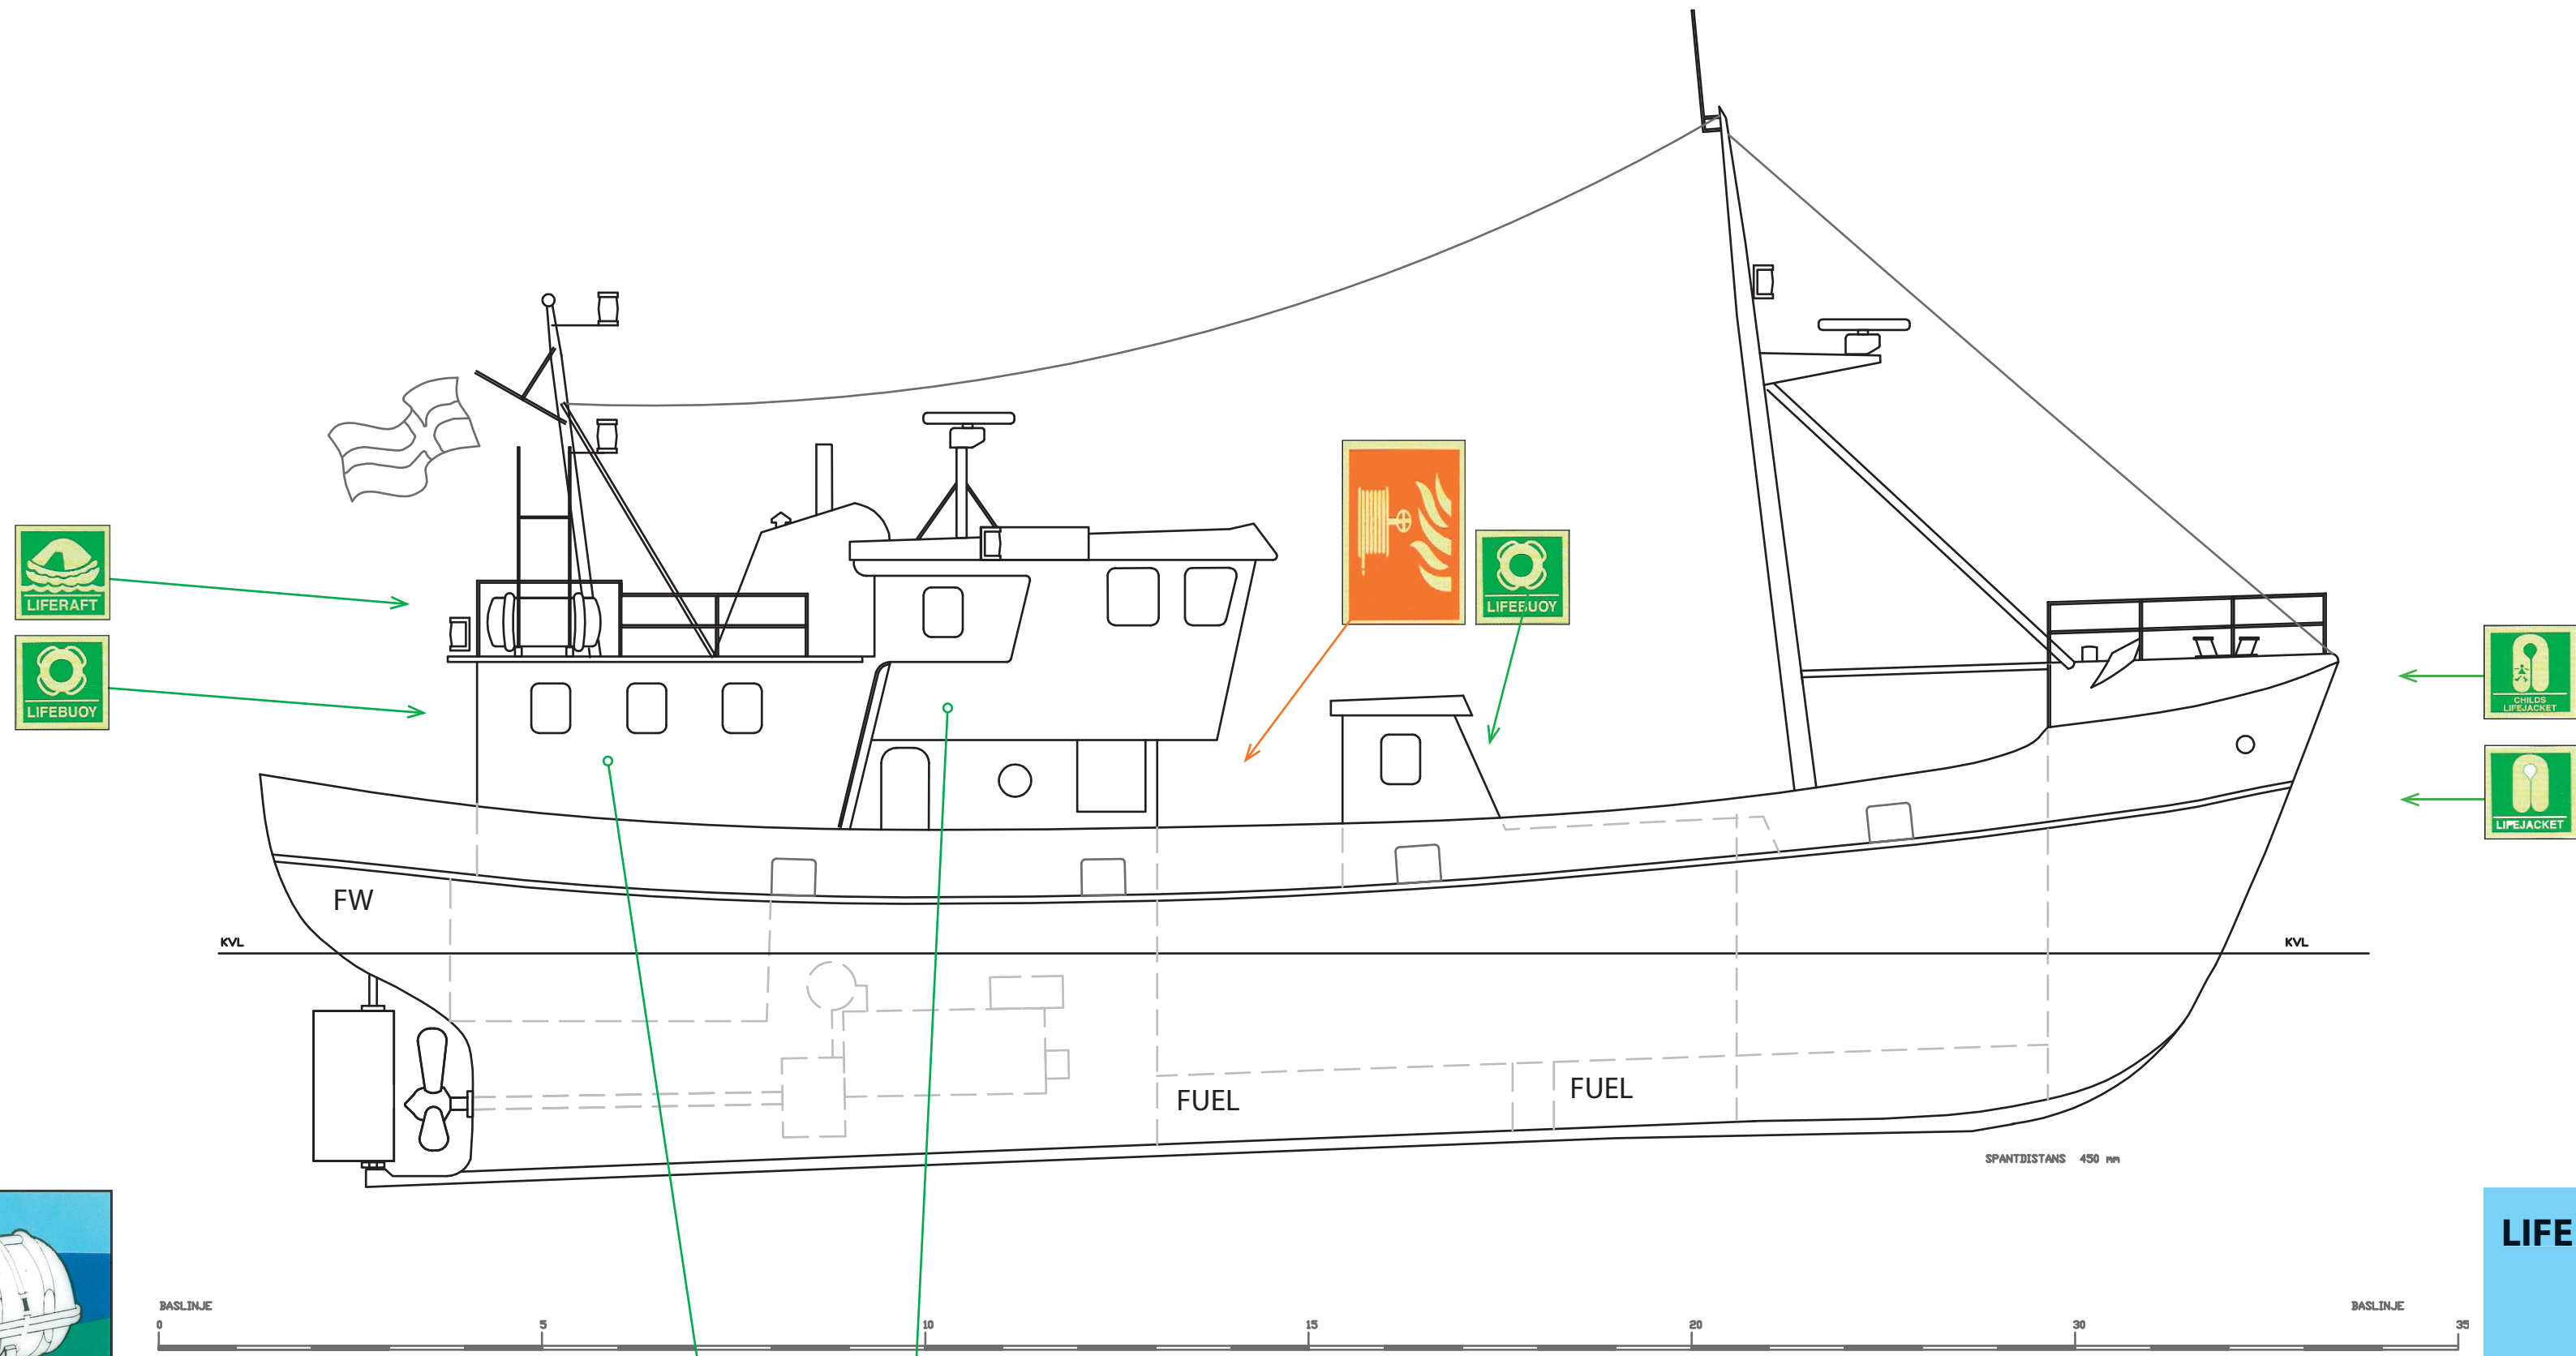 LIFERAFT
LIFEBUOY
LIFEBUOY
CHILDS
LIFEJACKET
LIFEJACKET
FW
KVL
KVL
FUEL
FUEL
SPANTDISTANS 450 mm
LIFE
BASLINJE
BASLINJE
0 5 10 15 20 30 35